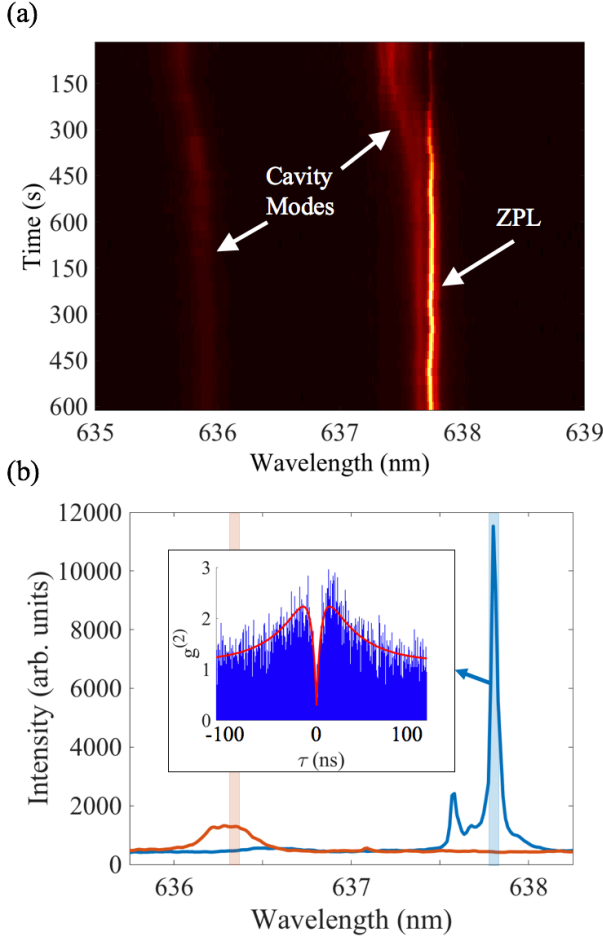 (a)
150
300
450
600
150
300
450
600
Time (s)
Cavity
Modes
ZPL
635
636
637
638
639
Wavelength (nm)
(b)
12000
10000
8000
6000
4000
2000
0
Intensity (arb. units)
3
2
1
0
g(2)
-100
0
100
τ (ns)
636
637
638
Wavelength (nm)